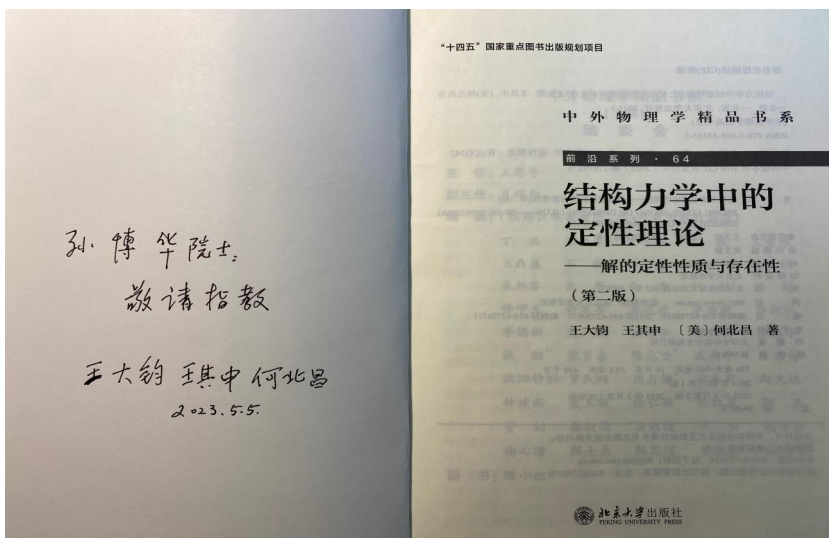 孙博华院士:
敬请指教
王大钧 王其申 何北昌
2023.5.5.
“十四五”国家重点图书出版规划项目
中外物理学精品书系
前沿系列·64
结构力学中的
定性理论
——解的定性性质与存在性
(第二版)
王大钧 王其申 〔美〕何北昌 著
北京大学出版社
PEKING UNIVERSITY PRESS